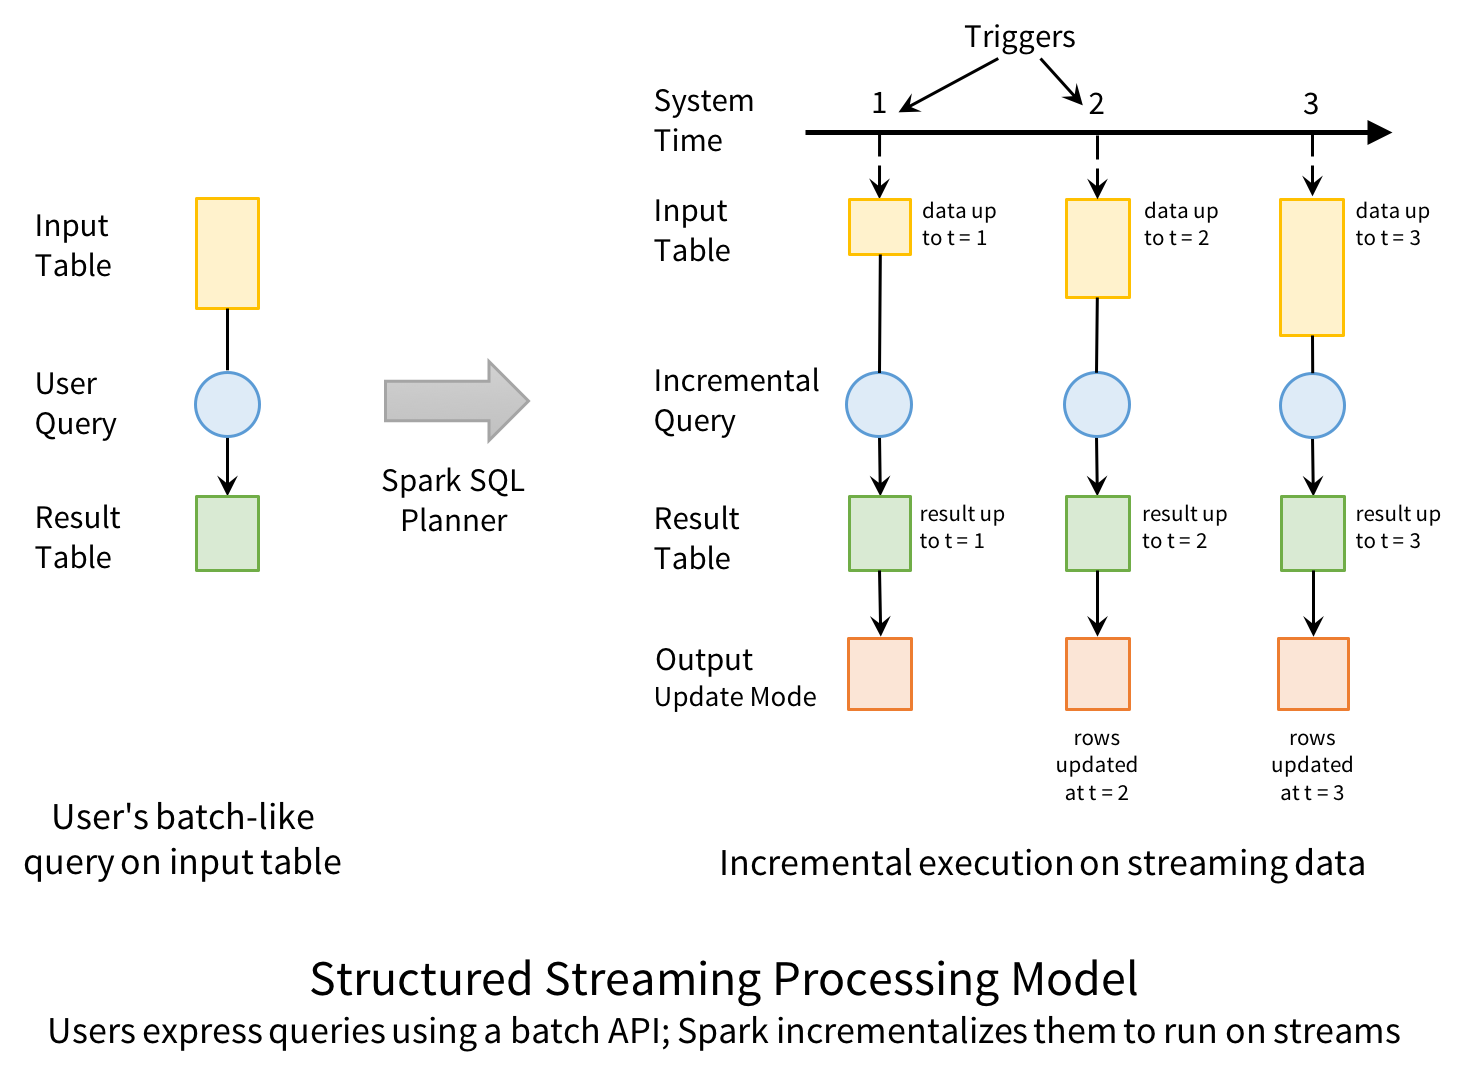 Triggers
System
Time
1
2
3
Input
Table
User
Query
Result
Table
Spark SQL
Planner
Input
Table
data up
to t = 1
data up
to t = 2
data up
to t = 3
Incremental
Query
Result
Table
result up
to t = 1
result up
to t = 2
result up
to t = 3
Output
Update Mode
rows
updated
at t = 2
rows
updated
at t = 3
User's batch-like
query on input table
Incremental execution on streaming data
Structured Streaming Processing Model
Users express queries using a batch API; Spark incrementalizes them to run on streams